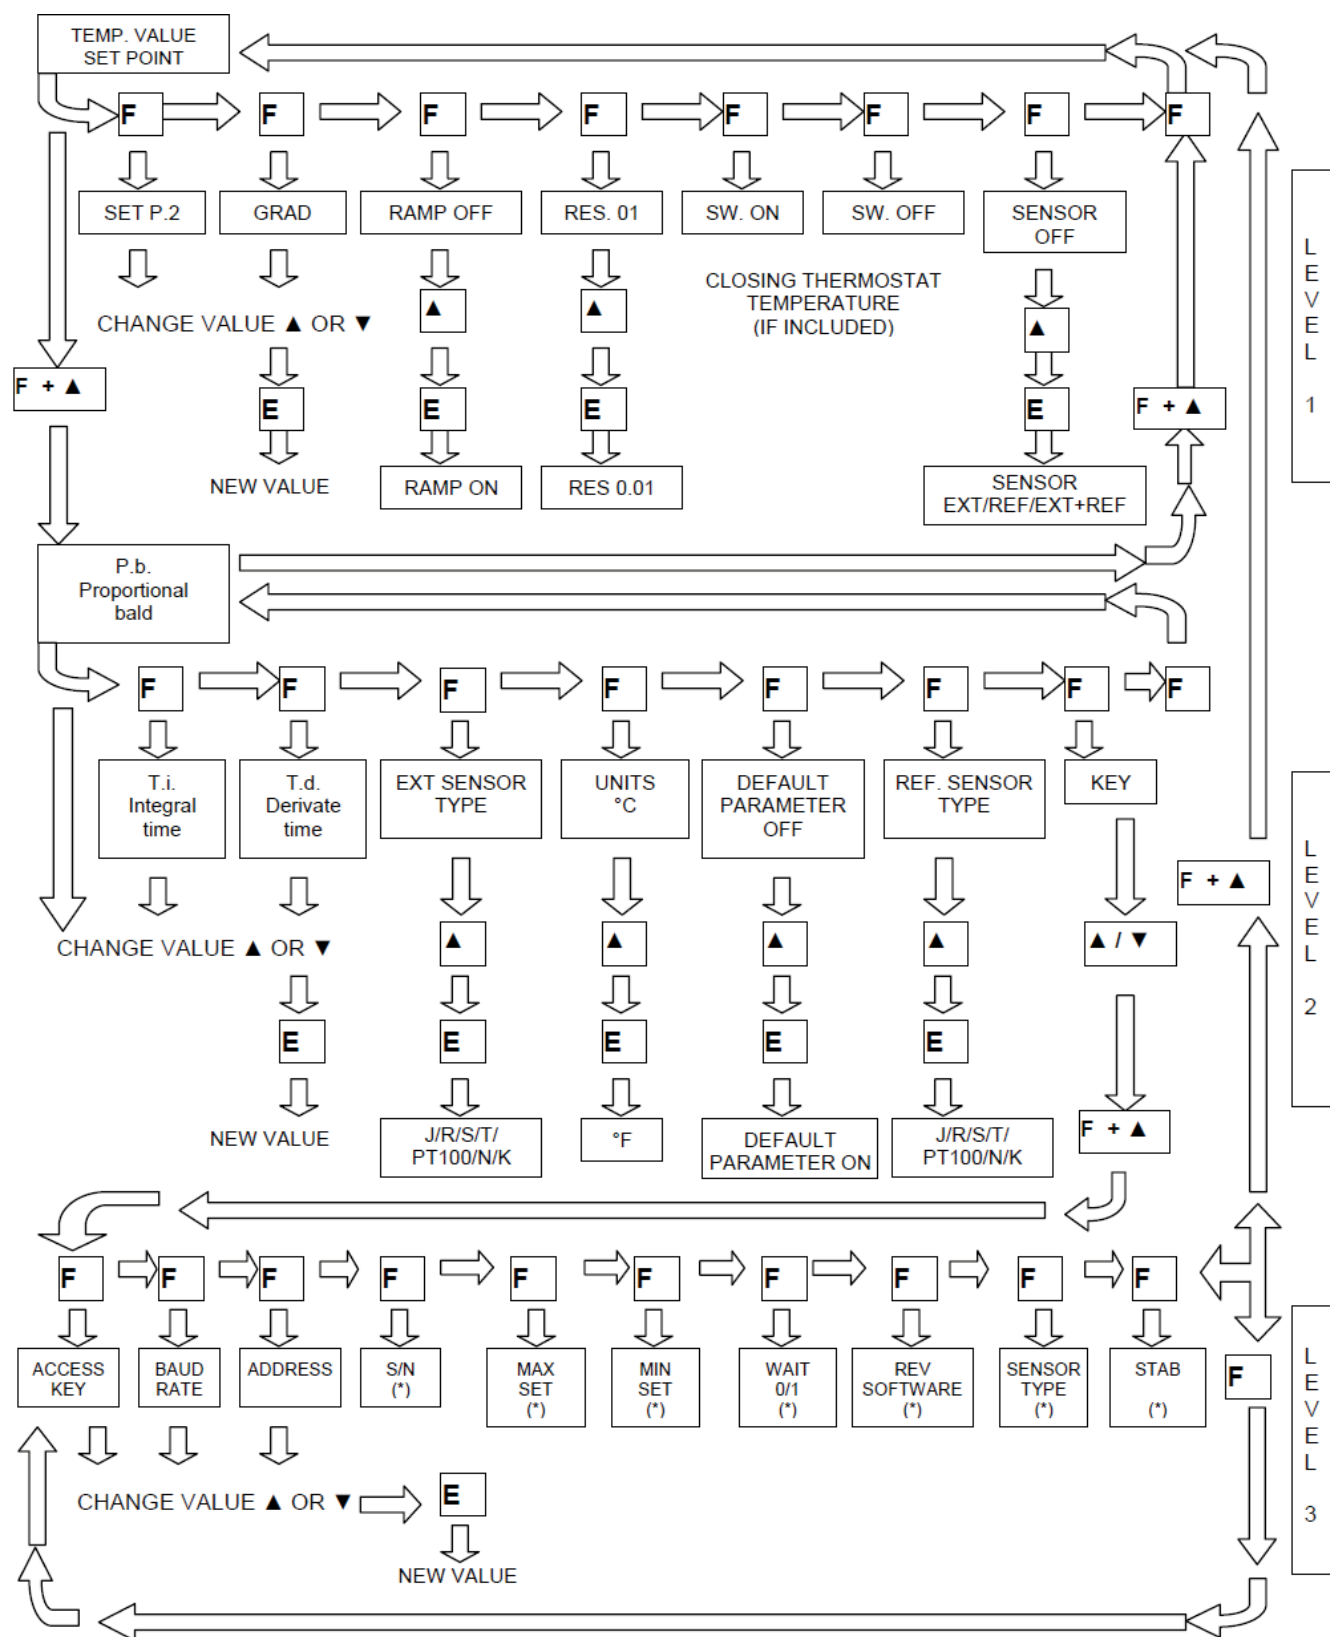 TEMP. VALUE
SET POINT
F F F F F F F F
SET P.2 GRAD RAMP OFF RES. 01 SW. ON SW. OFF SENSOR
OFF
CLOSING THERMOSTAT
TEMPERATURE
(IF INCLUDED)
▲ ▲ ▲
CHANGE VALUE ▲ OR ▼
F + ▲
E E E
F + ▲
NEW VALUE RAMP ON RES 0.01 SENSOR
EXT/REF/EXT+REF
LEVEL 1
P.b.
Proportional
bald
F F F F F F F F
T.i.
Integral
time
T.d.
Derivate
time
EXT SENSOR
TYPE
UNITS
°C
DEFAULT
PARAMETER
OFF
REF. SENSOR
TYPE
KEY
F + ▲
CHANGE VALUE ▲ OR ▼
▲ ▲ ▲ ▲ ▲ / ▼
E E E E E
NEW VALUE
J/R/S/T/
PT100/N/K
°F
DEFAULT
PARAMETER ON
J/R/S/T/
PT100/N/K
F + ▲
LEVEL 2
F F F F F F F F F F
ACCESS
KEY
BAUD
RATE
ADDRESS
S/N
(*)
MAX
SET
(*)
MIN
SET
(*)
WAIT
0/1
(*)
REV
SOFTWARE
(*)
SENSOR
TYPE
(*)
STAB
(*)
F
CHANGE VALUE ▲ OR ▼ E
NEW VALUE
LEVEL 3